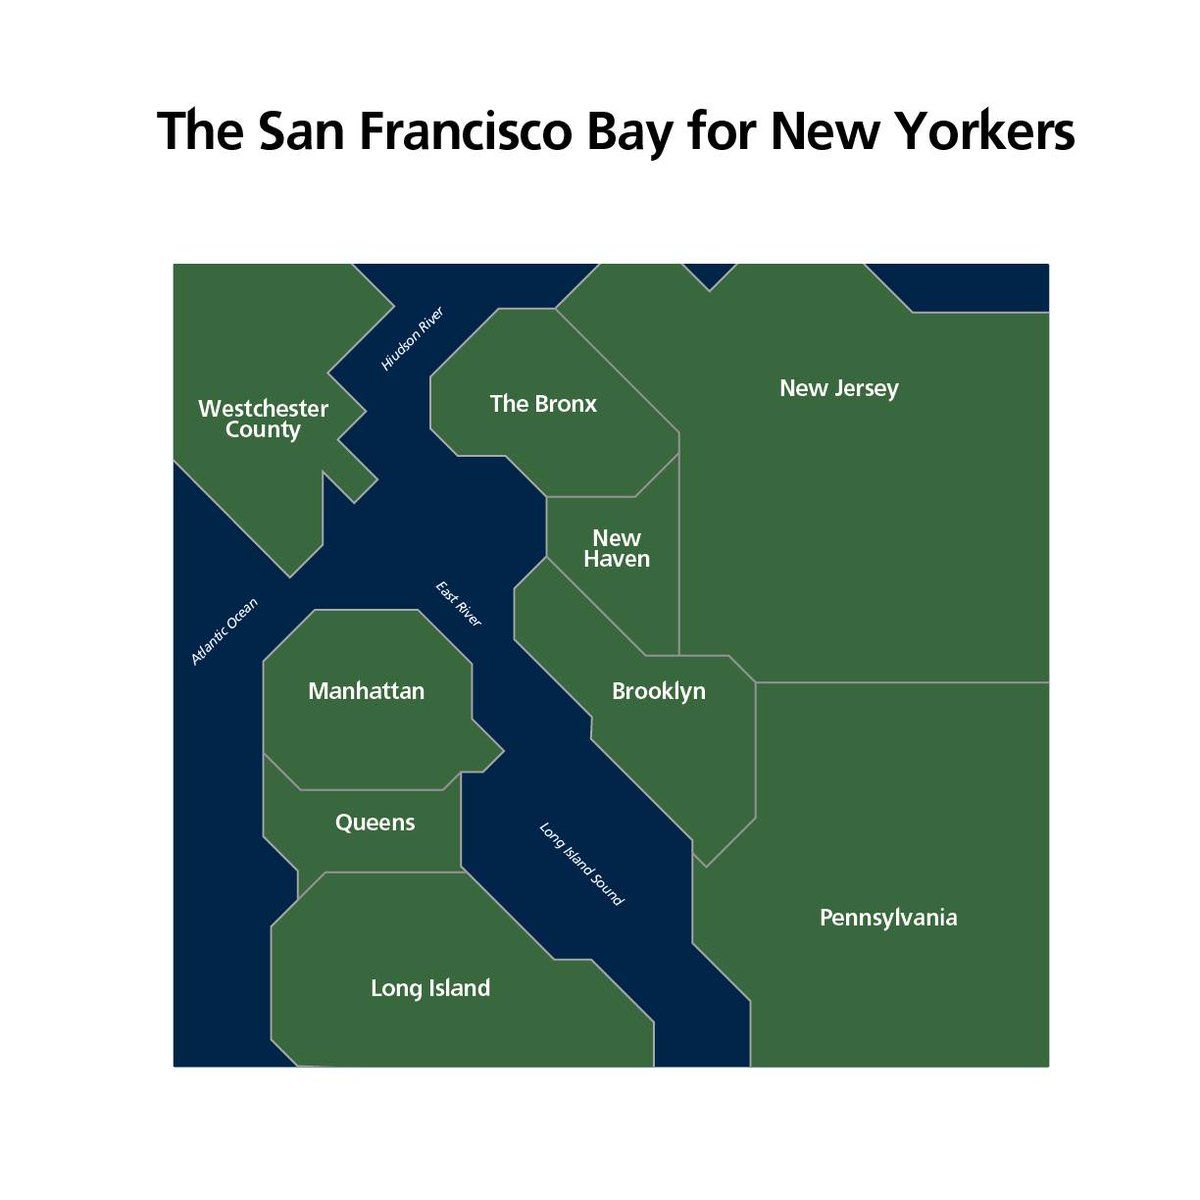 The San Francisco Bay for New Yorkers
Hiudson River
New Jersey
The Bronx
Westchester
County
New
Haven
East River
Atlantic Ocean
Manhattan
Brooklyn
Queens
Long Island Sound
Pennsylvania
Long Island